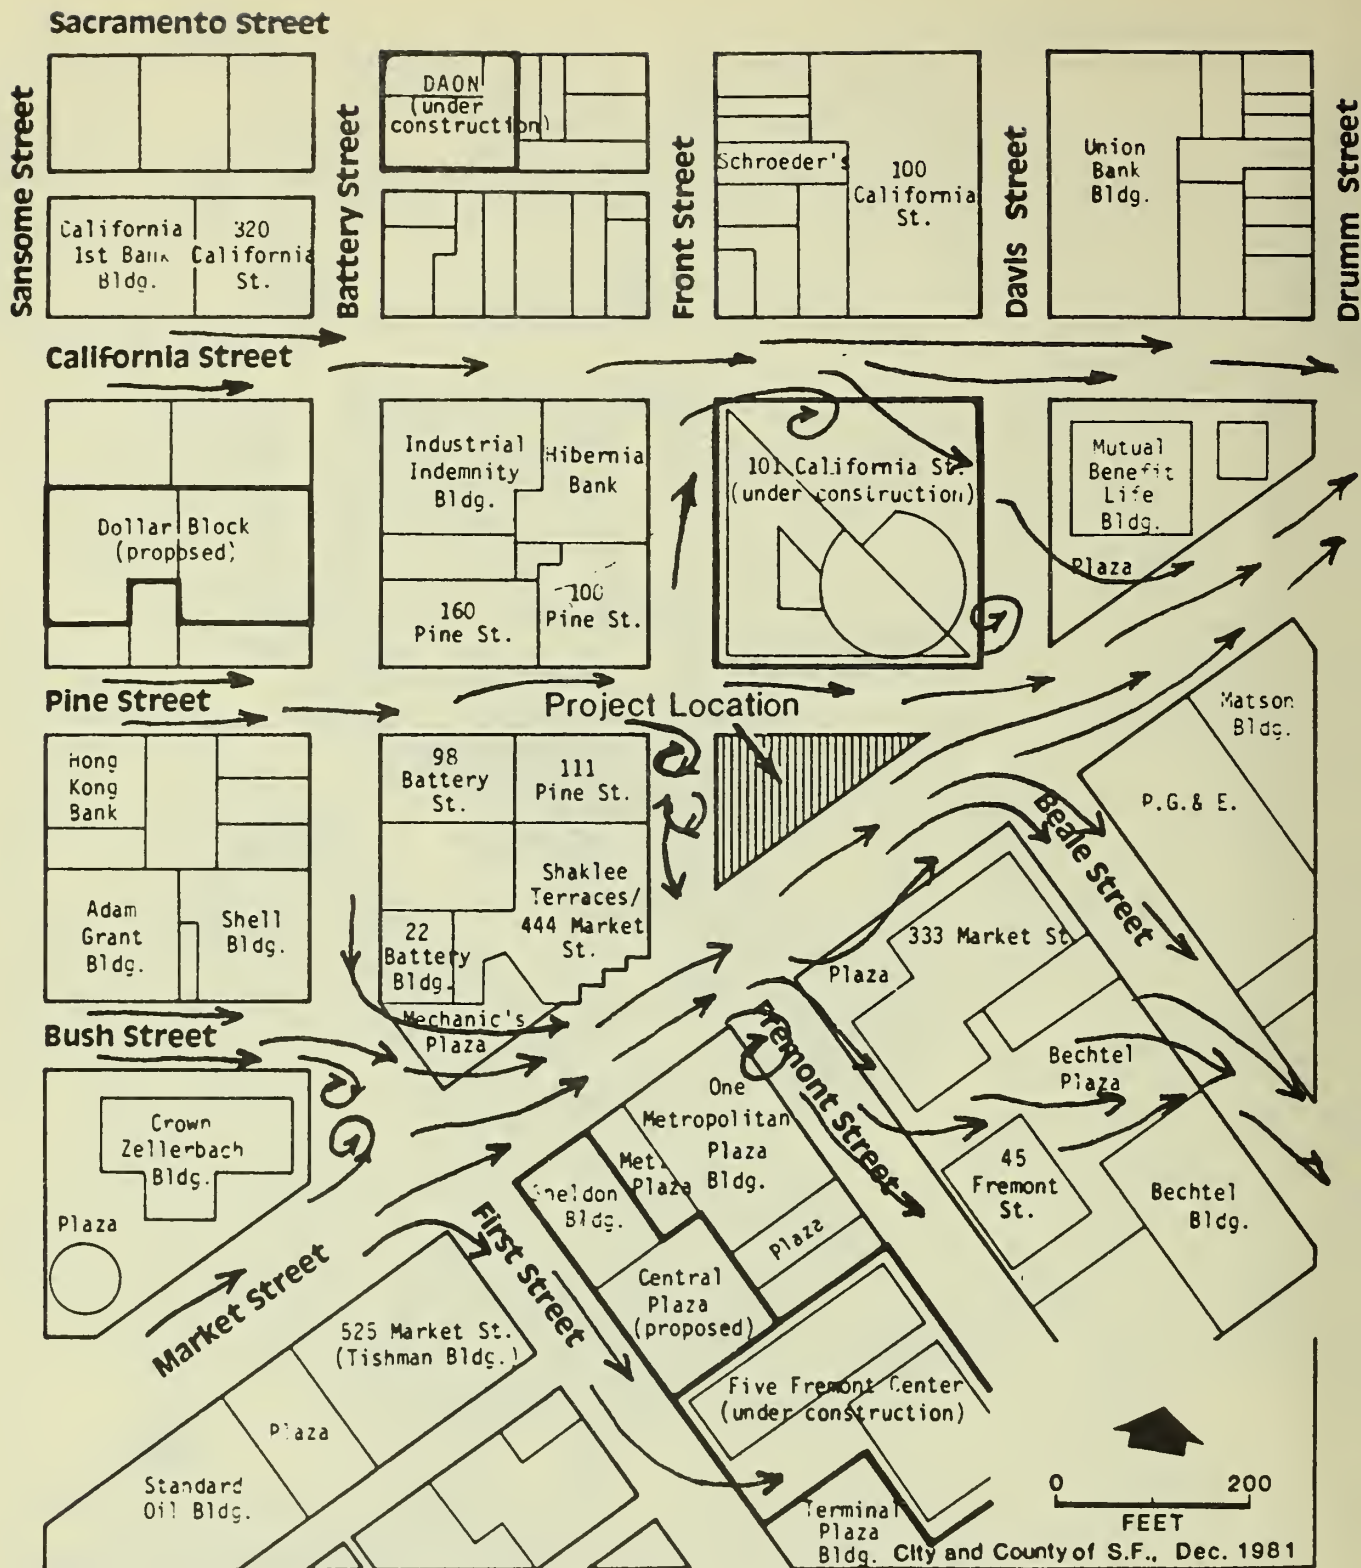 Sacramento Street
Sansome Street
Battery Street
Front Street
Davis Street
Drumm Street
DAON
(under
construction)
Schroeder's
100
California
St.
Union
Bank
Bldg.
California
1st Bank
Bldg.
320
California
St.
California Street
Industrial
Indemnity
Bldg.
Hibernia
Bank
101 California St.
(under construction)
Mutual
Benefit
Life
Bldg.
Plaza
Dollar Block
(proposed)
160
Pine St.
100
Pine St.
Pine Street
Project Location
Matson
Bldg.
P.G.& E.
Hong
Kong
Bank
98
Battery
St.
111
Pine St.
Beale Street
Adam
Grant
Bldg.
Shell
Bldg.
Shaklee
Terraces/
444 Market
St.
22
Battery
Bldg.
333 Market St.
Plaza
Bush Street
Mechanic's
Plaza
Fremont Street
Bechtel
Plaza
One
Metropolitan
Plaza
Bldg.
Crown
Zellerbach
Bldg.
Plaza
Plaza
Sheldon
Bldg.
45
Fremont
St.
Bechtel
Bldg.
Plaza
First Street
Market Street
Central
Plaza
(proposed)
525 Market St.
(Tishman Bldg.)
Five Fremont Center
(under construction)
Plaza
Standard
Oil Bldg.
Terminal
Plaza
Bldg.
0 200
FEET
City and County of S.F., Dec. 1981